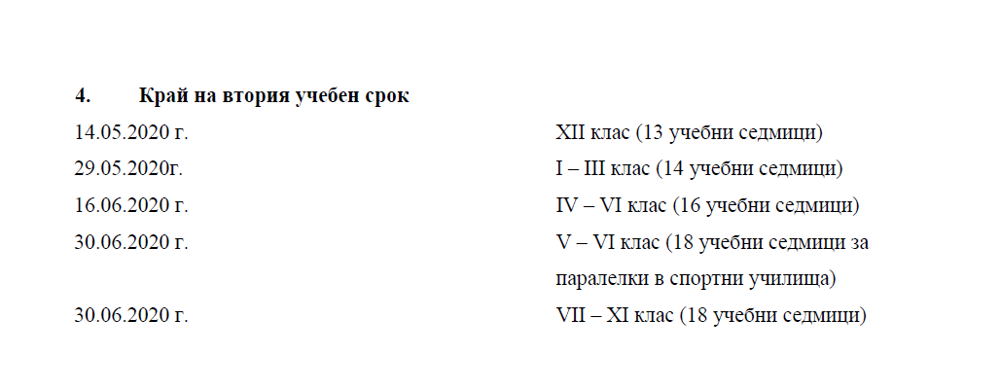 4. Край на втория учебен срок
14.05.2020 г. XII клас (13 учебни седмици)
29.05.2020г. I – III клас (14 учебни седмици)
16.06.2020 г. IV – VI клас (16 учебни седмици)
30.06.2020 г. V – VI клас (18 учебни седмици за
паралелки в спортни училища)
30.06.2020 г. VII – XI клас (18 учебни седмици)